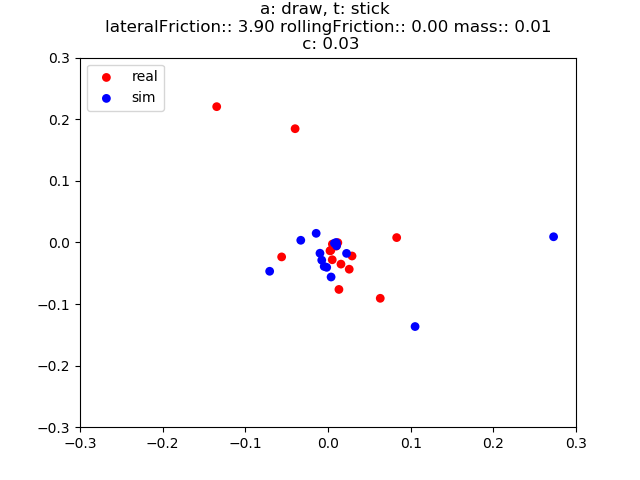 a: draw, t: stick
lateralFriction:: 3.90 rollingFriction:: 0.00 mass:: 0.01
c: 0.03
real
sim
0.3
0.2
0.1
0.0
−0.1
−0.2
−0.3
−0.3 −0.2 −0.1 0.0 0.1 0.2 0.3